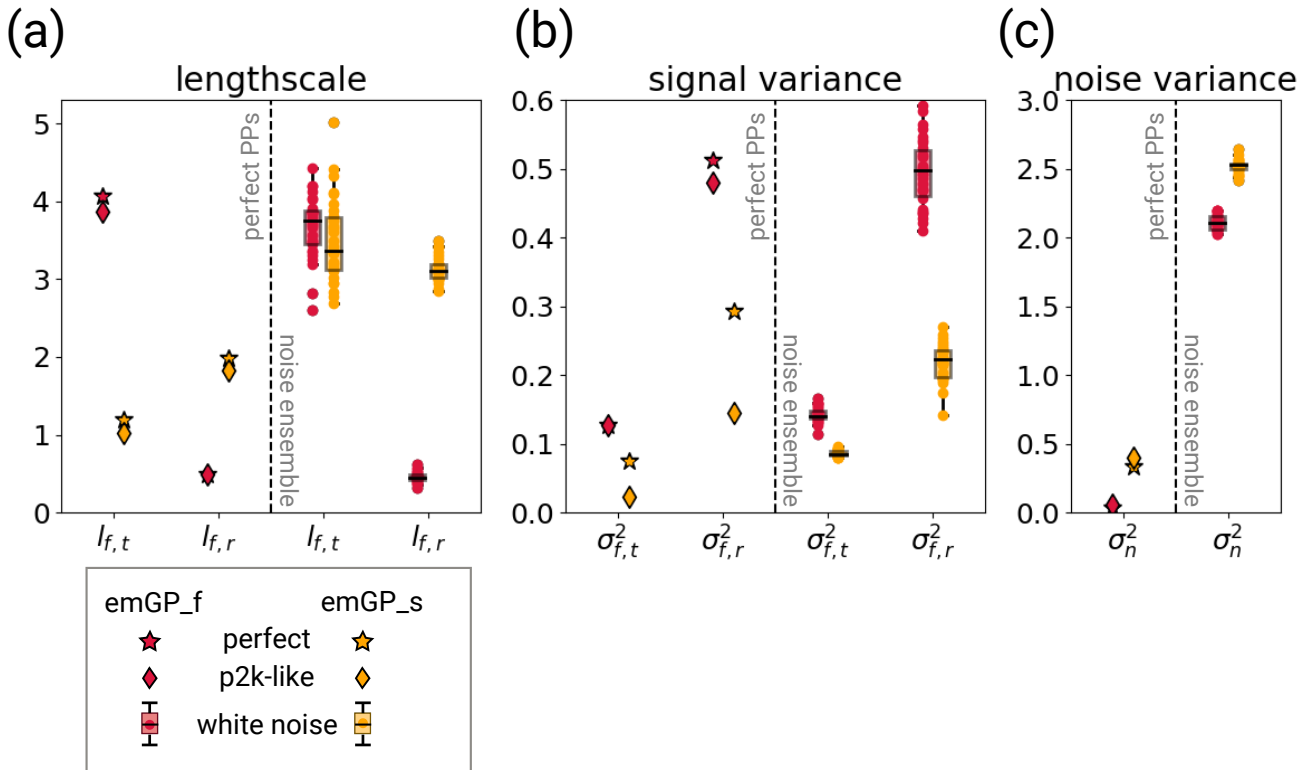 (a) (b) (c)
lengthscale signal variance noise variance
5
4
3
2
1
0
perfect PPs
noise ensemble
l_{f,t} l_{f,r} l_{f,t} l_{f,r}
0.6
0.5
0.4
0.3
0.2
0.1
0.0
perfect PPs
noise ensemble
σ²_{f,t} σ²_{f,r} σ²_{f,t} σ²_{f,r}
3.0
2.5
2.0
1.5
1.0
0.5
0.0
perfect PPs
noise ensemble
σ²_n σ²_n
emGP_f emGP_s
perfect
p2k-like
white noise